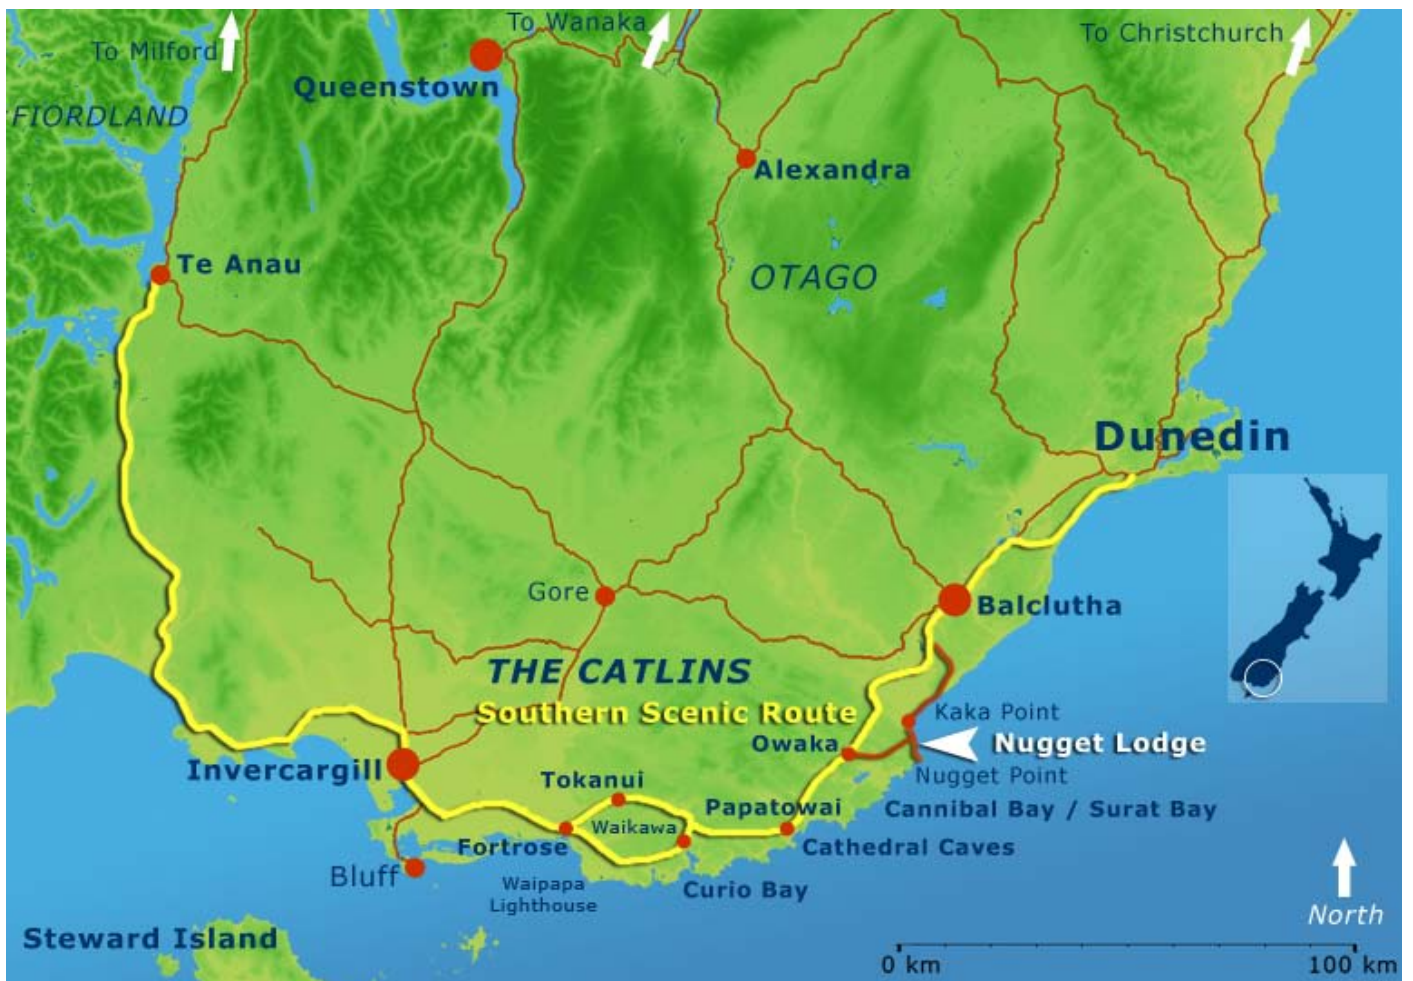 To Wanaka
To Milford
To Christchurch
Queenstown
FIORDLAND
Alexandra
Te Anau
OTAGO
Dunedin
Gore
Balclutha
THE CATLINS
Southern Scenic Route
Kaka Point
Owaka
Nugget Lodge
Invercargill
Nugget Point
Tokanui
Papatowai
Cannibal Bay / Surat Bay
Waikawa
Fortrose
Cathedral Caves
Bluff
Waipapa
Lighthouse
Curio Bay
North
Steward Island
0 km
100 km